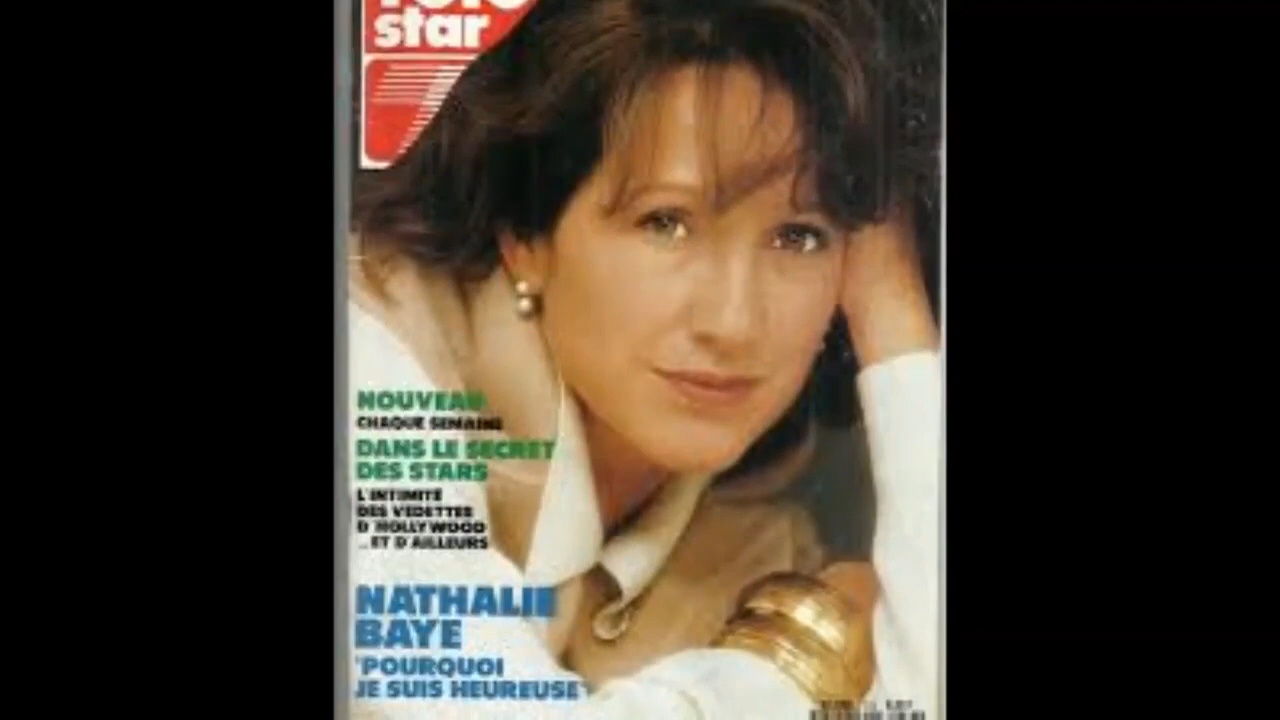 star
7
NOUVEAU
CHAQUE SEMAINE
DANS LE SECRET
DES STARS
L'INTIMITÉ
DES VEDETTES
D'HOLLYWOOD
...ET D'AILLEURS
NATHALIE
BAYE
"POURQUOI
JE SUIS HEUREUSE"